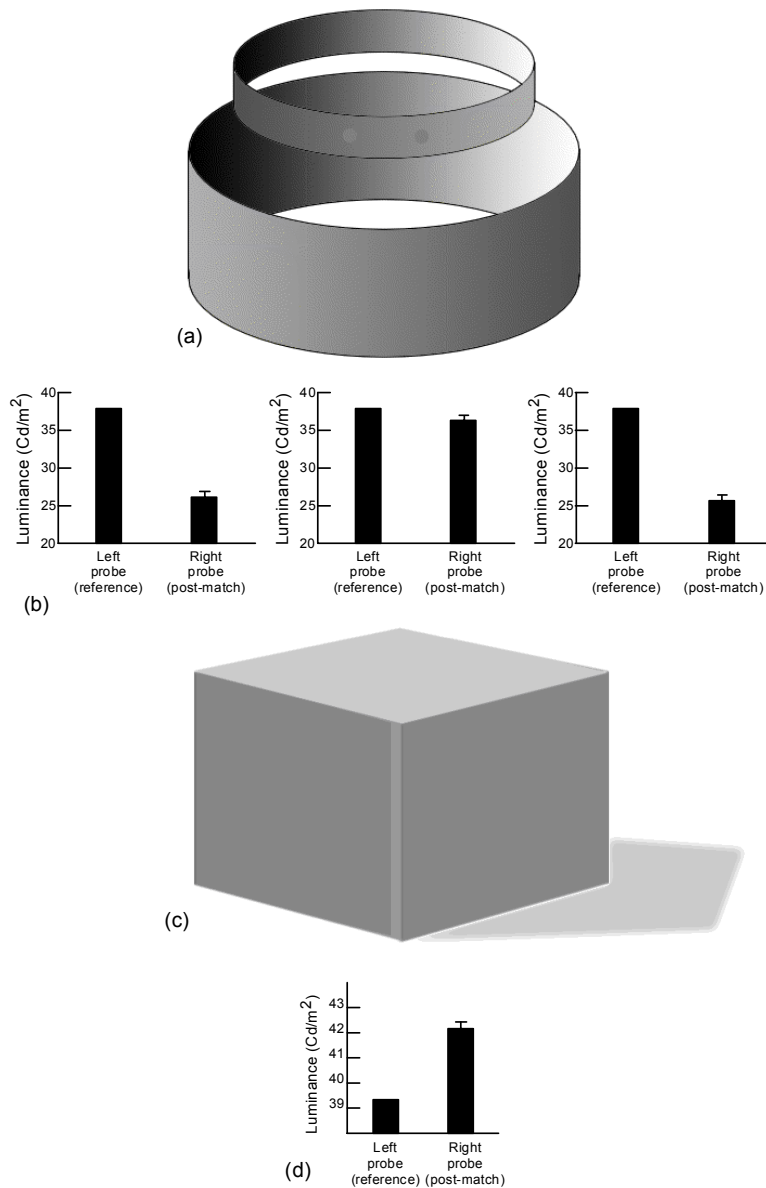 (a)
Luminance (Cd/m²)
40
35
30
25
20
Left probe (reference)
Right probe (post-match)
Luminance (Cd/m²)
40
35
30
25
20
Left probe (reference)
Right probe (post-match)
Luminance (Cd/m²)
40
35
30
25
20
Left probe (reference)
Right probe (post-match)
(b)
(c)
Luminance (Cd/m²)
43
42
41
40
39
Left probe (reference)
Right probe (post-match)
(d)